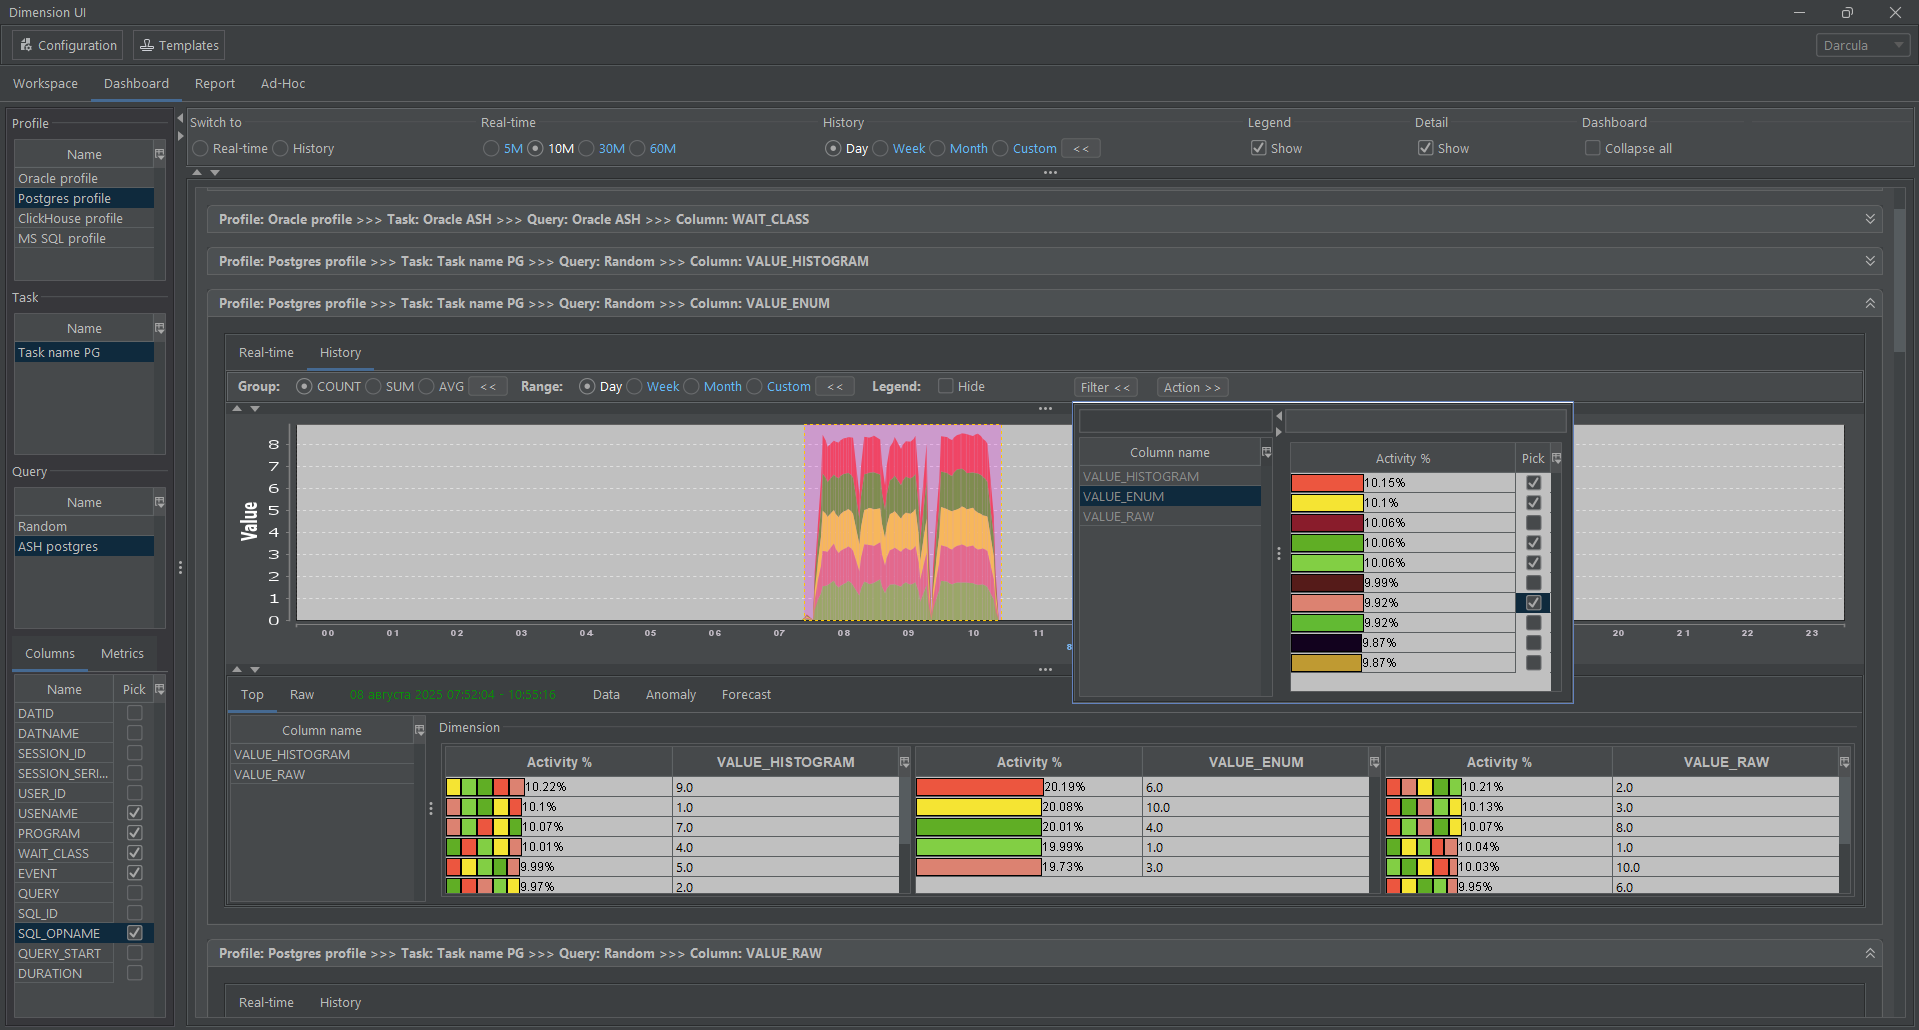 Dimension UI
Configuration
Templates
Darcula
Workspace
Dashboard
Report
Ad-Hoc
Profile
Name
Oracle profile
Postgres profile
ClickHouse profile
MS SQL profile
Task
Name
Task name PG
Query
Name
Random
ASH postgres
Columns
Metrics
Name Pick
DATID
DATNAME
SESSION_ID
SESSION_SERI...
USER_ID
USENAME
PROGRAM
WAIT_CLASS
EVENT
QUERY
SQL_ID
SQL_OPNAME
QUERY_START
DURATION
Switch to
Real-time History
Real-time
5M 10M 30M 60M
History
Day Week Month Custom <<
Legend
Show
Detail
Show
Dashboard
Collapse all
Profile: Oracle profile >>> Task: Oracle ASH >>> Query: Oracle ASH >>> Column: WAIT_CLASS
Profile: Postgres profile >>> Task: Task name PG >>> Query: Random >>> Column: VALUE_HISTOGRAM
Profile: Postgres profile >>> Task: Task name PG >>> Query: Random >>> Column: VALUE_ENUM
Real-time History
Group: COUNT SUM AVG << Range: Day Week Month Custom << Legend: Hide Filter << Action >>
Value
8
7
6
5
4
3
2
1
0
00 01 02 03 04 05 06 07 08 09 10 11 20 21 22 23
8
Column name
VALUE_HISTOGRAM
VALUE_ENUM
VALUE_RAW
Activity % Pick
10.15%
10.1%
10.06%
10.06%
10.06%
9.99%
9.92%
9.92%
9.87%
9.87%
Top Raw 08 августа 2025 07:52:04 - 10:55:16 Data Anomaly Forecast
Column name
VALUE_HISTOGRAM
VALUE_RAW
Dimension
Activity % VALUE_HISTOGRAM
10.22% 9.0
10.1% 1.0
10.07% 7.0
10.01% 4.0
9.99% 5.0
9.97% 2.0
Activity % VALUE_ENUM
20.19% 6.0
20.08% 10.0
20.01% 4.0
19.99% 1.0
19.73% 3.0
Activity % VALUE_RAW
10.21% 2.0
10.13% 3.0
10.07% 8.0
10.04% 1.0
10.03% 10.0
9.95% 6.0
Profile: Postgres profile >>> Task: Task name PG >>> Query: Random >>> Column: VALUE_RAW
Real-time History